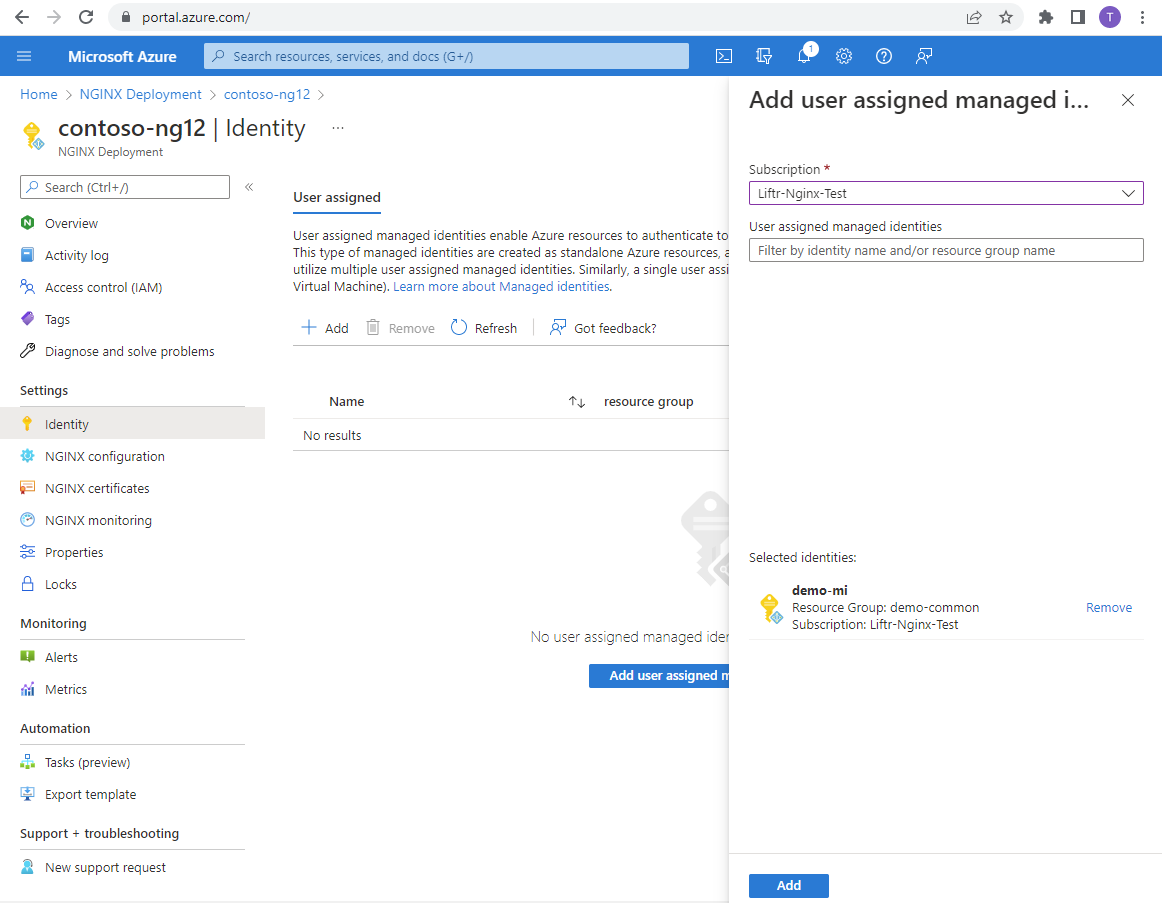 portal.azure.com/
T
Microsoft Azure
Search resources, services, and docs (G+/)
1
Home > NGINX Deployment > contoso-ng12 >
contoso-ng12 | Identity ...
NGINX Deployment
Search (Ctrl+/)
«
Overview
Activity log
Access control (IAM)
Tags
Diagnose and solve problems
Settings
Identity
NGINX configuration
NGINX certificates
NGINX monitoring
Properties
Locks
Monitoring
Alerts
Metrics
Automation
Tasks (preview)
Export template
Support + troubleshooting
New support request
User assigned
User assigned managed identities enable Azure resources to authenticate to
This type of managed identities are created as standalone Azure resources, a
utilize multiple user assigned managed identities. Similarly, a single user assi
Virtual Machine). Learn more about Managed identities.
Add Remove Refresh Got feedback?
Name resource group
No results
No user assigned managed iden
Add user assigned m
Add user assigned managed i...
Subscription *
Liftr-Nginx-Test
User assigned managed identities
Filter by identity name and/or resource group name
Selected identities:
demo-mi
Resource Group: demo-common
Subscription: Liftr-Nginx-Test
Remove
Add